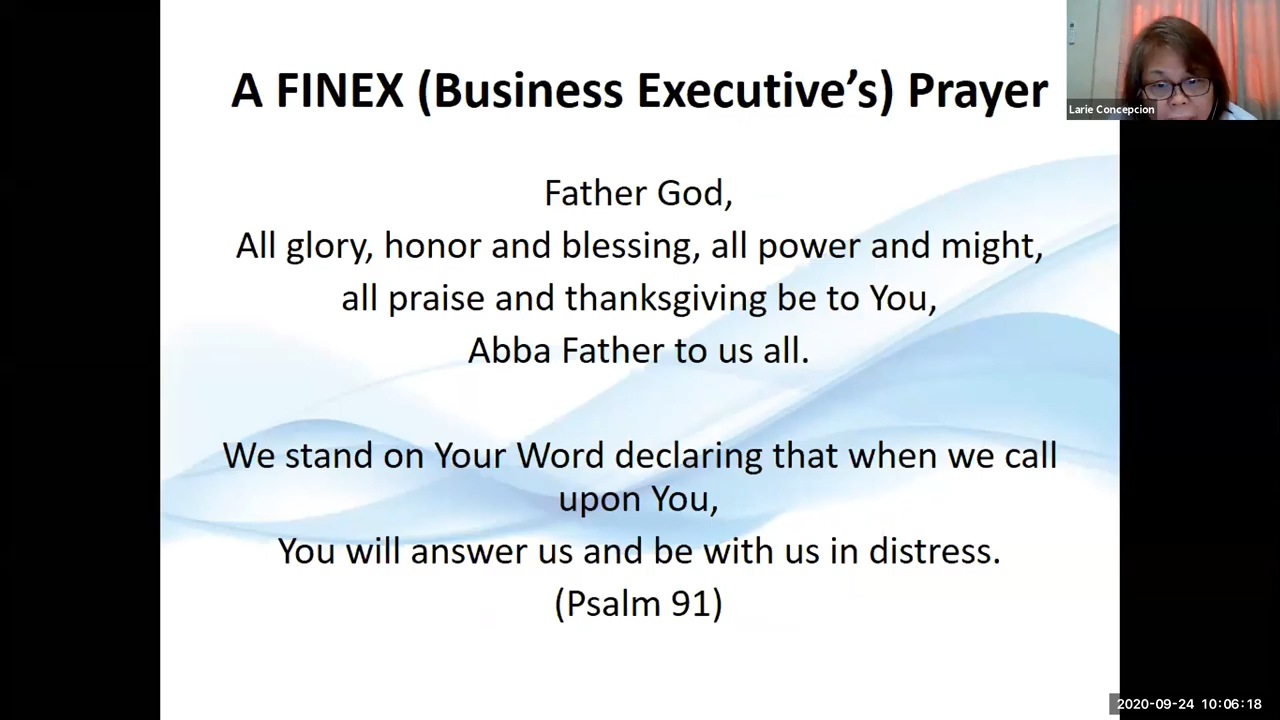 A FINEX (Business Executive’s) Prayer
Larie Concepcion
Father God,
All glory, honor and blessing, all power and might,
all praise and thanksgiving be to You,
Abba Father to us all.
We stand on Your Word declaring that when we call
upon You,
You will answer us and be with us in distress.
(Psalm 91)
2020-09-24 10:06:18